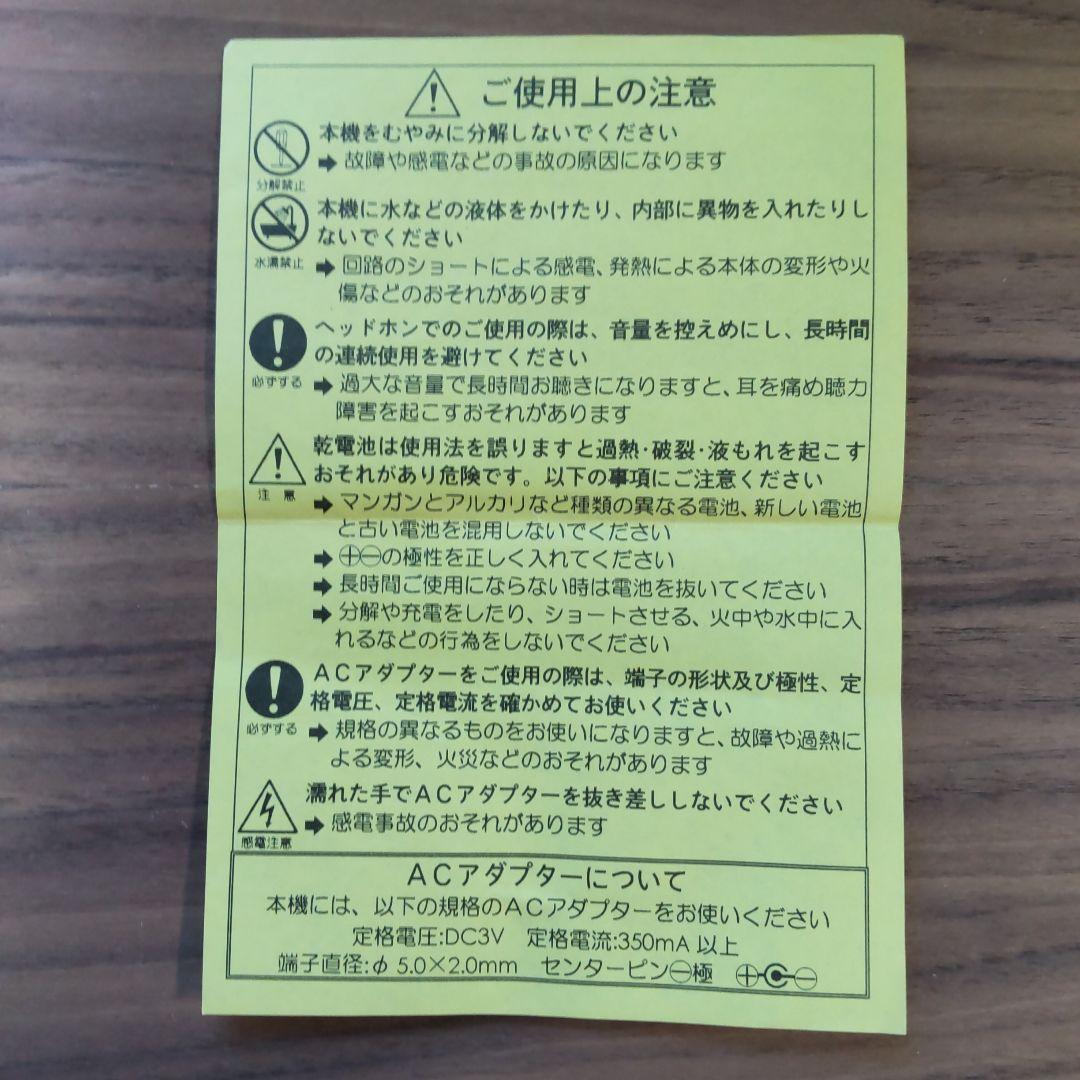 ご使用上の注意
本機をむやみに分解しないでください
➡ 故障や感電などの事故の原因になります
分解禁止
本機に水などの液体をかけたり、内部に異物を入れたりし
ないでください
水濡禁止
➡ 回路のショートによる感電、発熱による本体の変形や火
傷などのおそれがあります
ヘッドホンでのご使用の際は、音量を控えめにし、長時間
の連続使用を避けてください
必ずする
➡ 過大な音量で長時間お聴きになりますと、耳を痛め聴力
障害を起こすおそれがあります
乾電池は使用法を誤りますと過熱・破裂・液もれを起こす
おそれがあり危険です。以下の事項にご注意ください
注 意
➡ マンガンとアルカリなど種類の異なる電池、新しい電池
と古い電池を混用しないでください
➡ ⊕⊖の極性を正しく入れてください
➡ 長時間ご使用にならない時は電池を抜いてください
➡ 分解や充電をしたり、ショートさせる、火中や水中に入
れるなどの行為をしないでください
ACアダプターをご使用の際は、端子の形状及び極性、定
格電圧、定格電流を確かめてお使いください
必ずする
➡ 規格の異なるものをお使いになりますと、故障や過熱に
よる変形、火災などのおそれがあります
濡れた手でACアダプターを抜き差ししないでください
➡ 感電事故のおそれがあります
感電注意
ACアダプターについて
本機には、以下の規格のACアダプターをお使いください
定格電圧:DC3V 定格電流:350mA 以上
端子直径:φ 5.0×2.0mm センターピン⊖極 ⊕⊖